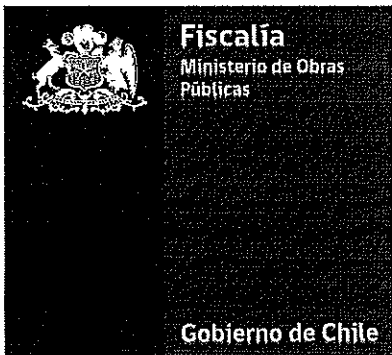 Fiscalía
Ministerio de Obras
Públicas
Gobierno de Chile